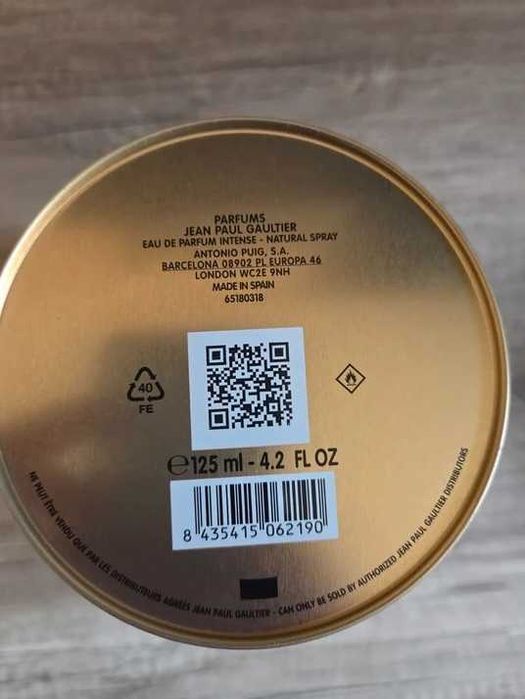 PARFUMS
JEAN PAUL GAULTIER
EAU DE PARFUM INTENSE - NATURAL SPRAY
ANTONIO PUIG, S.A.
BARCELONA 08902 PL EUROPA 46
LONDON WC2E 9NH
MADE IN SPAIN
65180318
40
FE
℮125 ml - 4.2 FL OZ
8 435415 062190
NE PEUT ÊTRE VENDU QUE PAR LES DISTRIBUTEURS AGRÉÉS JEAN PAUL GAULTIER - CAN ONLY BE SOLD BY AUTHORIZED JEAN PAUL GAULTIER DISTRIBUTORS